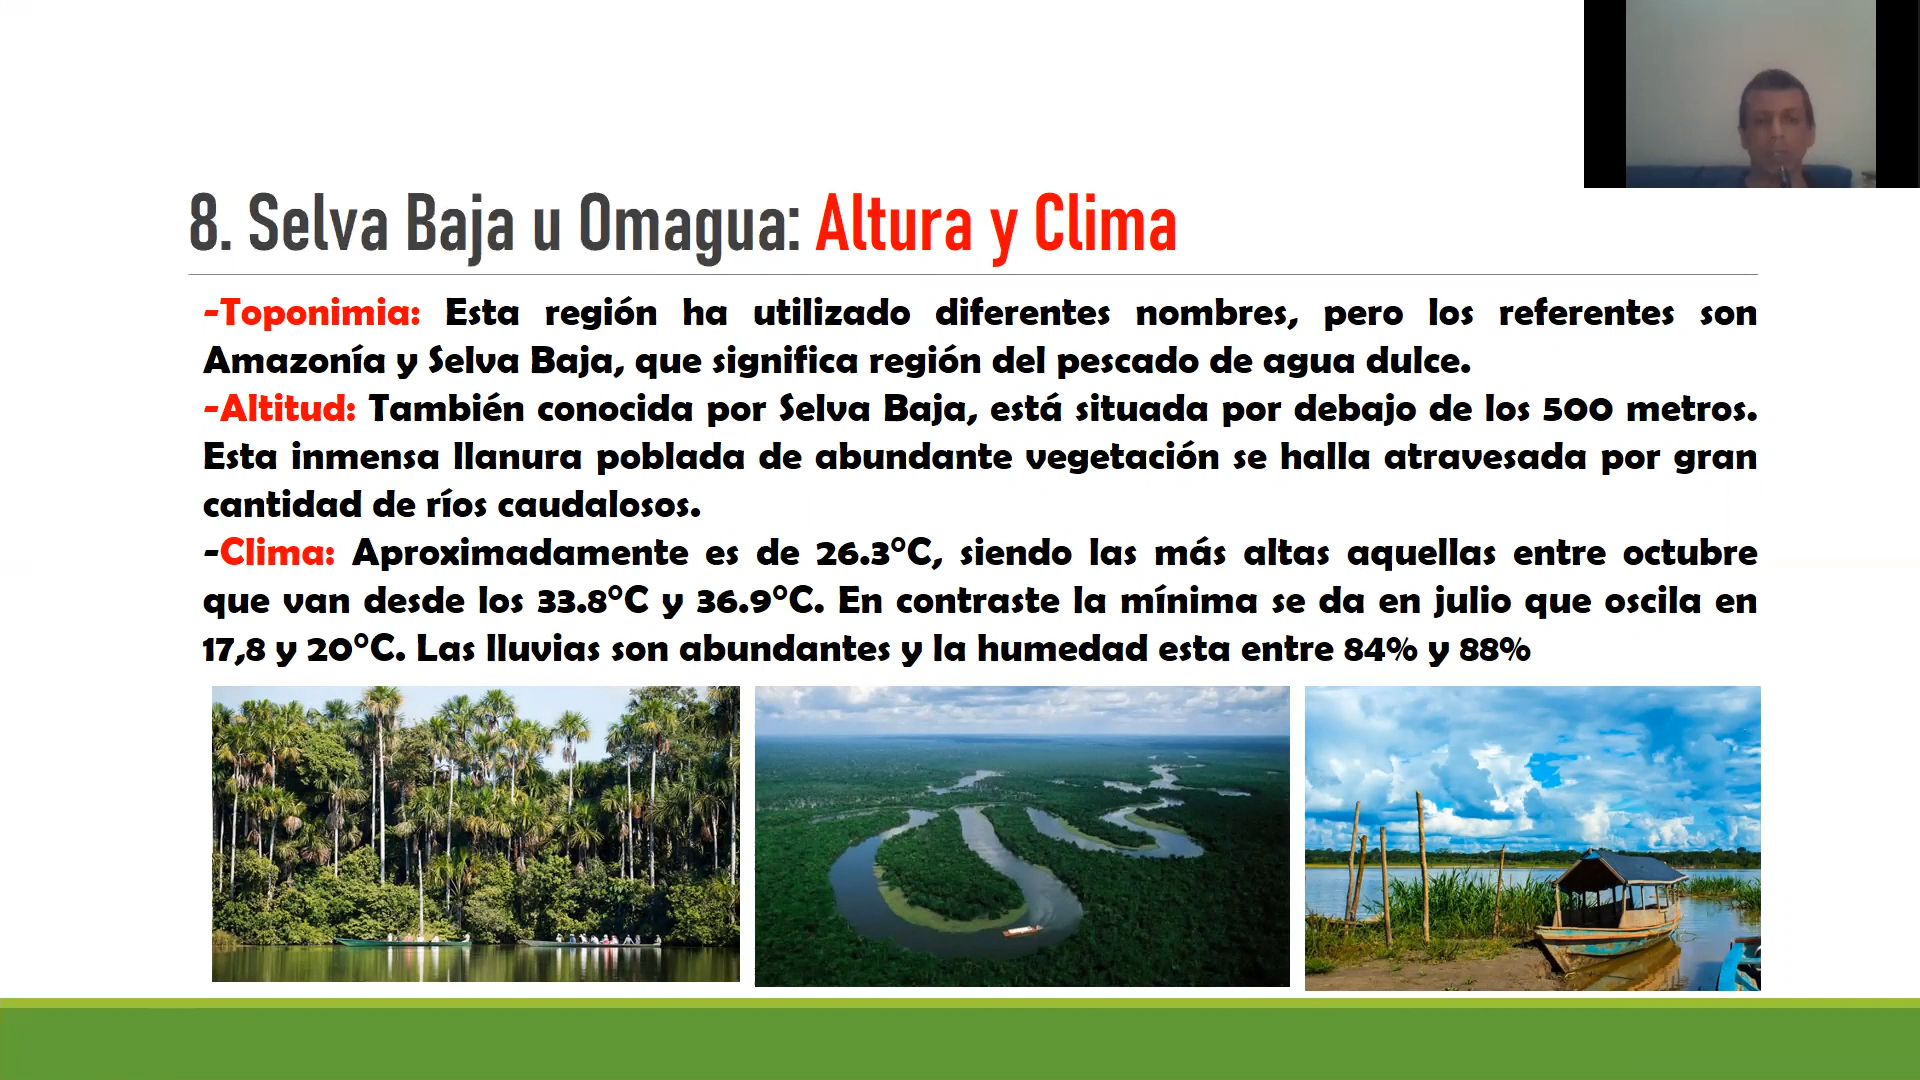 8. Selva Baja u Omagua: Altura y Clima
-Toponimia: Esta región ha utilizado diferentes nombres, pero los referentes son
Amazonía y Selva Baja, que significa región del pescado de agua dulce.
-Altitud: También conocida por Selva Baja, está situada por debajo de los 500 metros.
Esta inmensa llanura poblada de abundante vegetación se halla atravesada por gran
cantidad de ríos caudalosos.
-Clima: Aproximadamente es de 26.3°C, siendo las más altas aquellas entre octubre
que van desde los 33.8°C y 36.9°C. En contraste la mínima se da en julio que oscila en
17,8 y 20°C. Las lluvias son abundantes y la humedad esta entre 84% y 88%